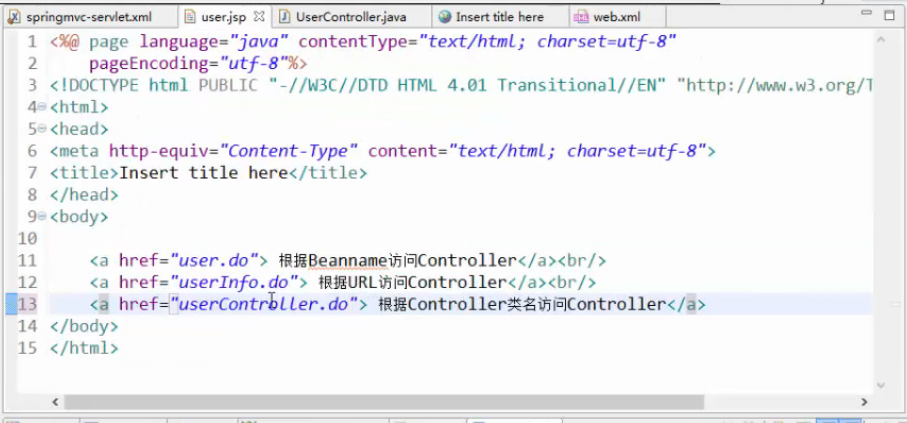 springmvc-servlet.xml user.jsp UserController.java Insert title here web.xml
1 <%@ page language="java" contentType="text/html; charset=utf-8"
2 pageEncoding="utf-8"%>
3 <!DOCTYPE html PUBLIC "-//W3C//DTD HTML 4.01 Transitional//EN" "http://www.w3.org/T
4 <html>
5 <head>
6 <meta http-equiv="Content-Type" content="text/html; charset=utf-8">
7 <title>Insert title here</title>
8 </head>
9 <body>
10
11 <a href="user.do"> 根据Beanname访问Controller</a><br/>
12 <a href="userInfo.do"> 根据URL访问Controller</a><br/>
13 <a href="userController.do"> 根据Controller类名访问Controller</a>
14 </body>
15 </html>